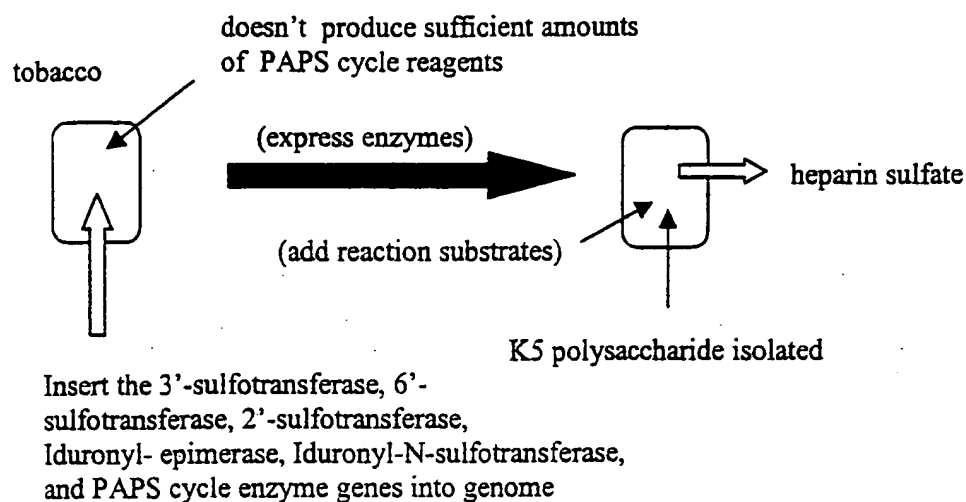 doesn't produce sufficient amounts
of PAPS cycle reagents
tobacco
(express enzymes)
heparin sulfate
(add reaction substrates)
K5 polysaccharide isolated
Insert the 3'-sulfotransferase, 6'-
sulfotransferase, 2'-sulfotransferase,
Iduronyl- epimerase, Iduronyl-N-sulfotransferase,
and PAPS cycle enzyme genes into genome